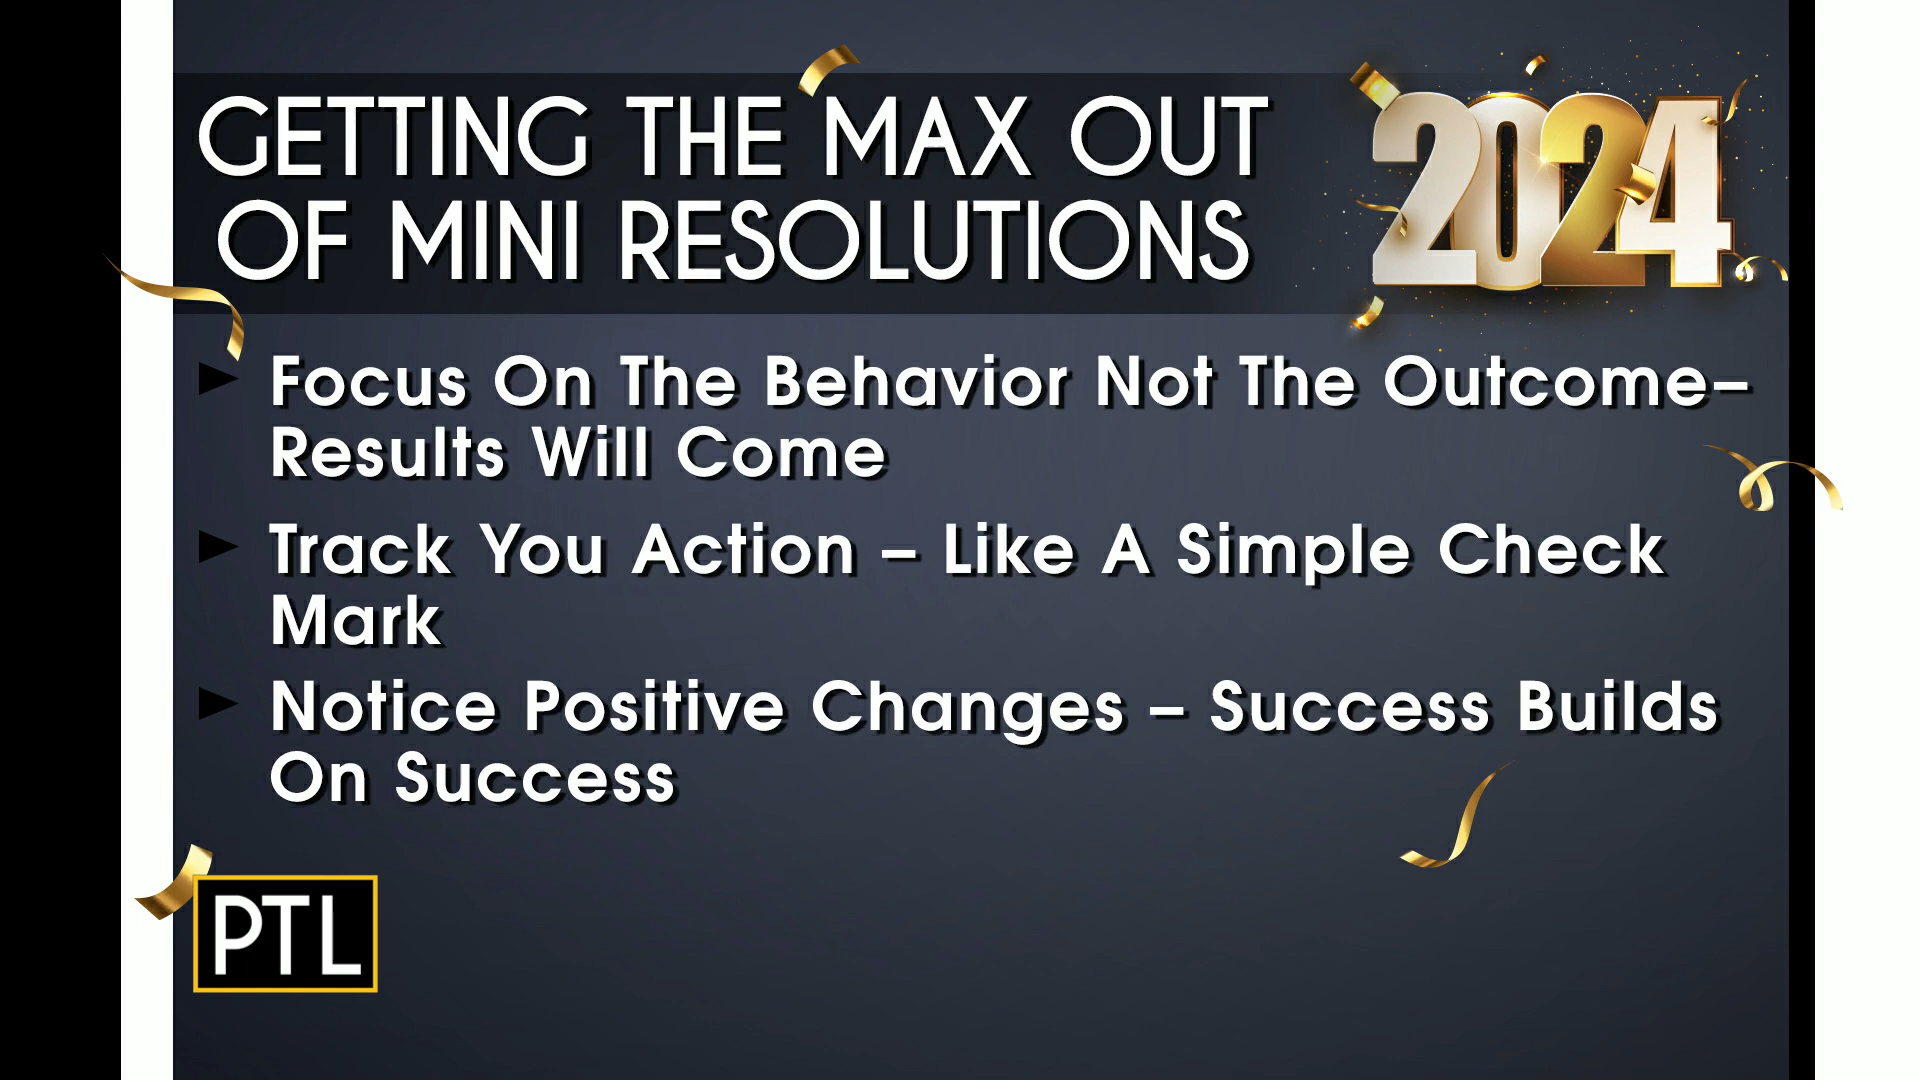 GETTING THE MAX OUT
OF MINI RESOLUTIONS
2024
Focus On The Behavior Not The Outcome–
Results Will Come
Track You Action – Like A Simple Check
Mark
Notice Positive Changes – Success Builds
On Success
PTL